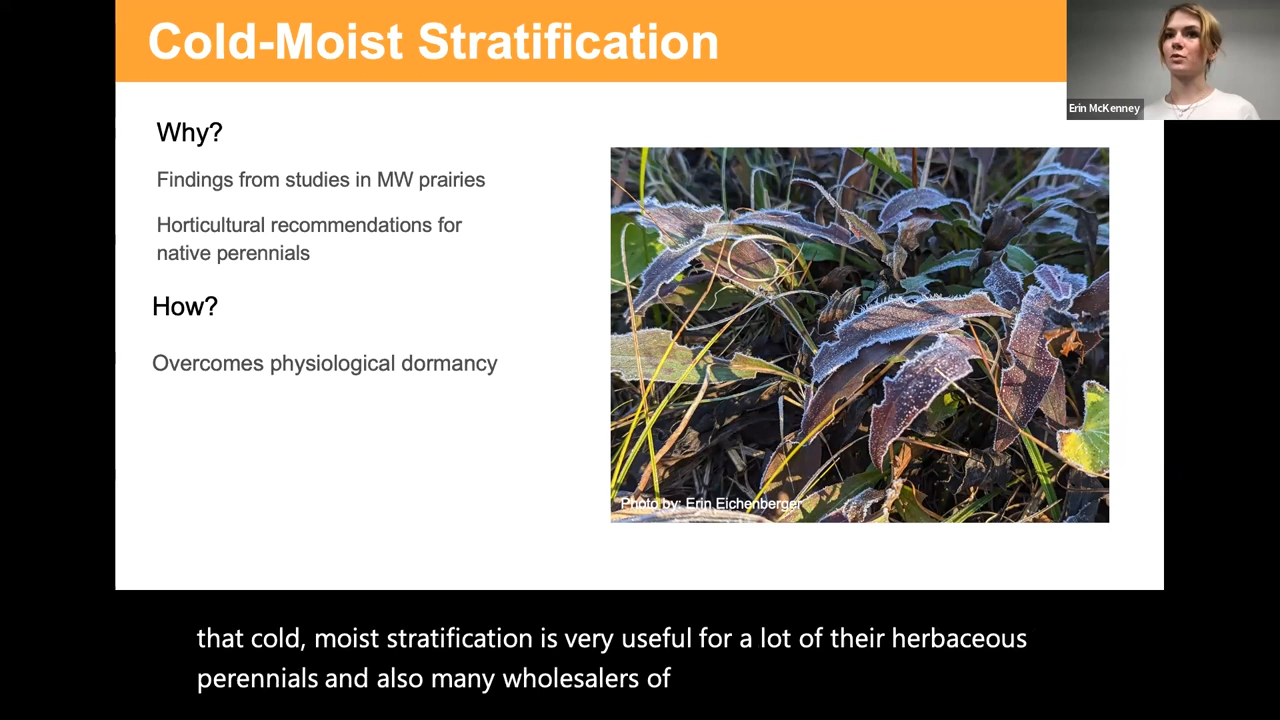 Cold-Moist Stratification
Erin McKenney
Why?
Findings from studies in MW prairies
Horticultural recommendations for
native perennials
How?
Overcomes physiological dormancy
Photo by: Erin Eichenberger
that cold, moist stratification is very useful for a lot of their herbaceous
perennials and also many wholesalers of